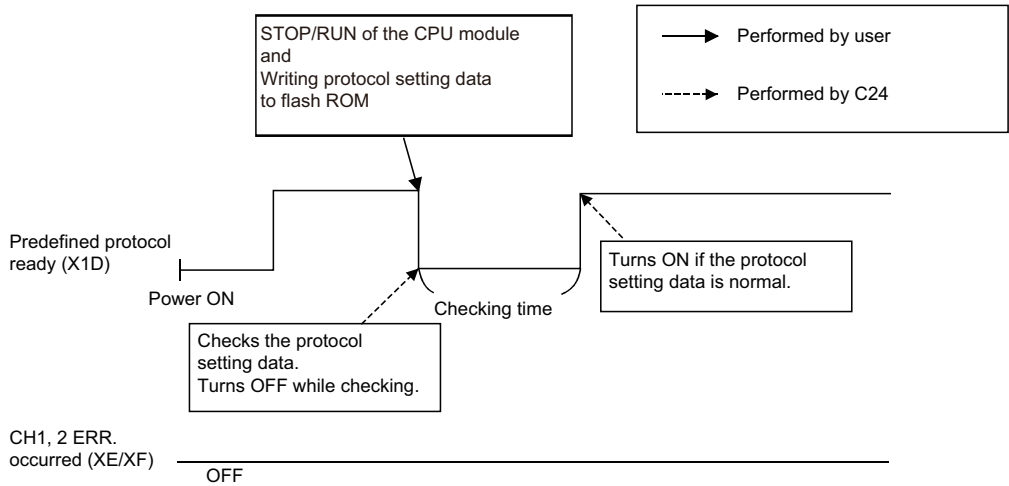 STOP/RUN of the CPU module
and
Writing protocol setting data
to flash ROM
Performed by user
Performed by C24
Predefined protocol
ready (X1D)
Power ON
Checking time
Turns ON if the protocol
setting data is normal.
Checks the protocol
setting data.
Turns OFF while checking.
CH1, 2 ERR.
occurred (XE/XF)
OFF